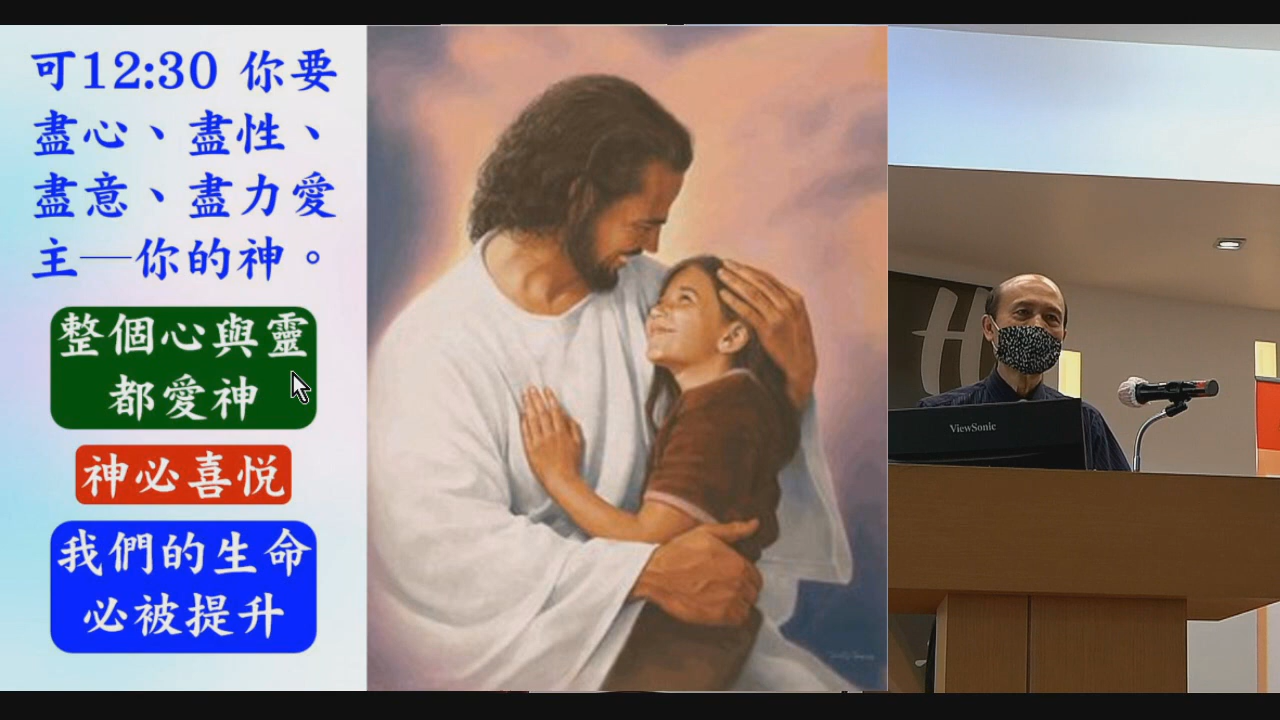 可12:30 你要
盡心、盡性、
盡意、盡力愛
主─你的神。
整個心與靈
都愛神
神必喜悅
我們的生命
必被提升
H
ViewSonic